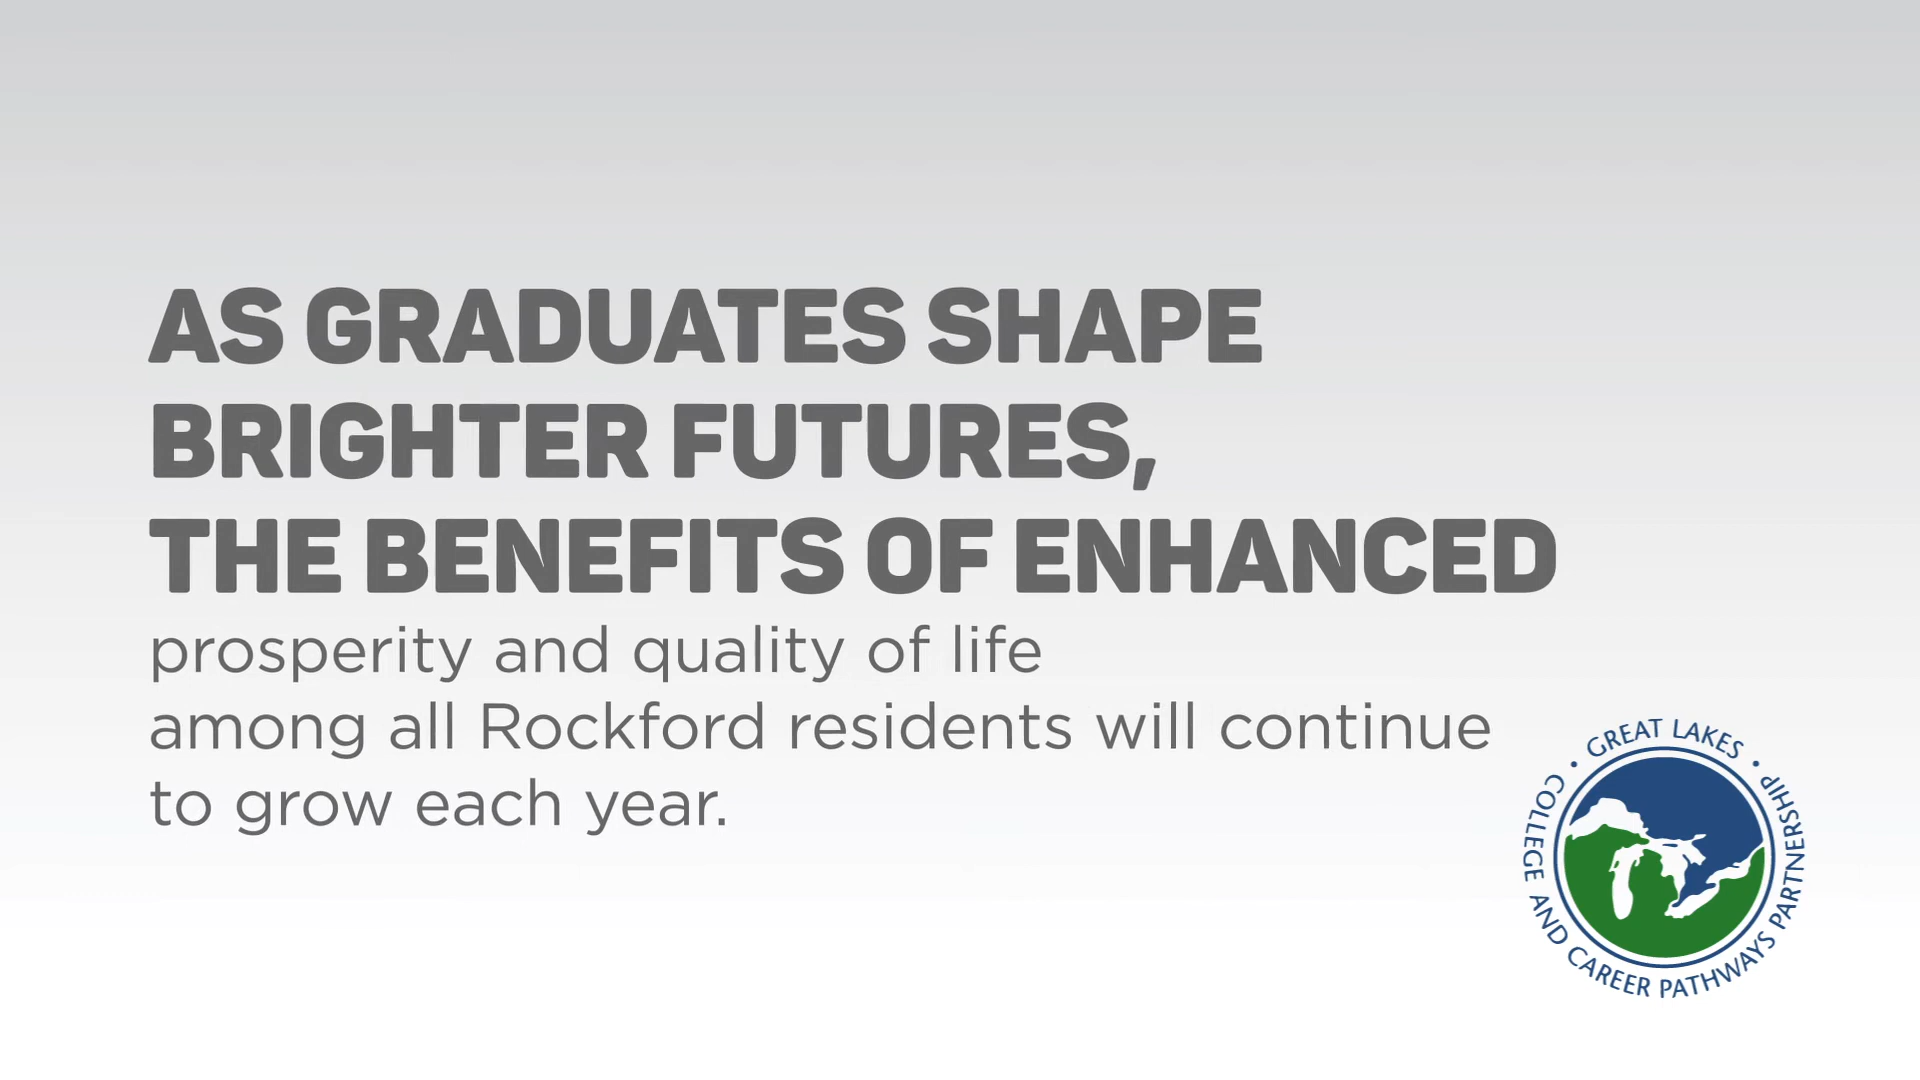 AS GRADUATES SHAPE
BRIGHTER FUTURES,
THE BENEFITS OF ENHANCED
prosperity and quality of life
among all Rockford residents will continue
to grow each year.
• GREAT LAKES •
COLLEGE AND CAREER PATHWAYS PARTNERSHIP